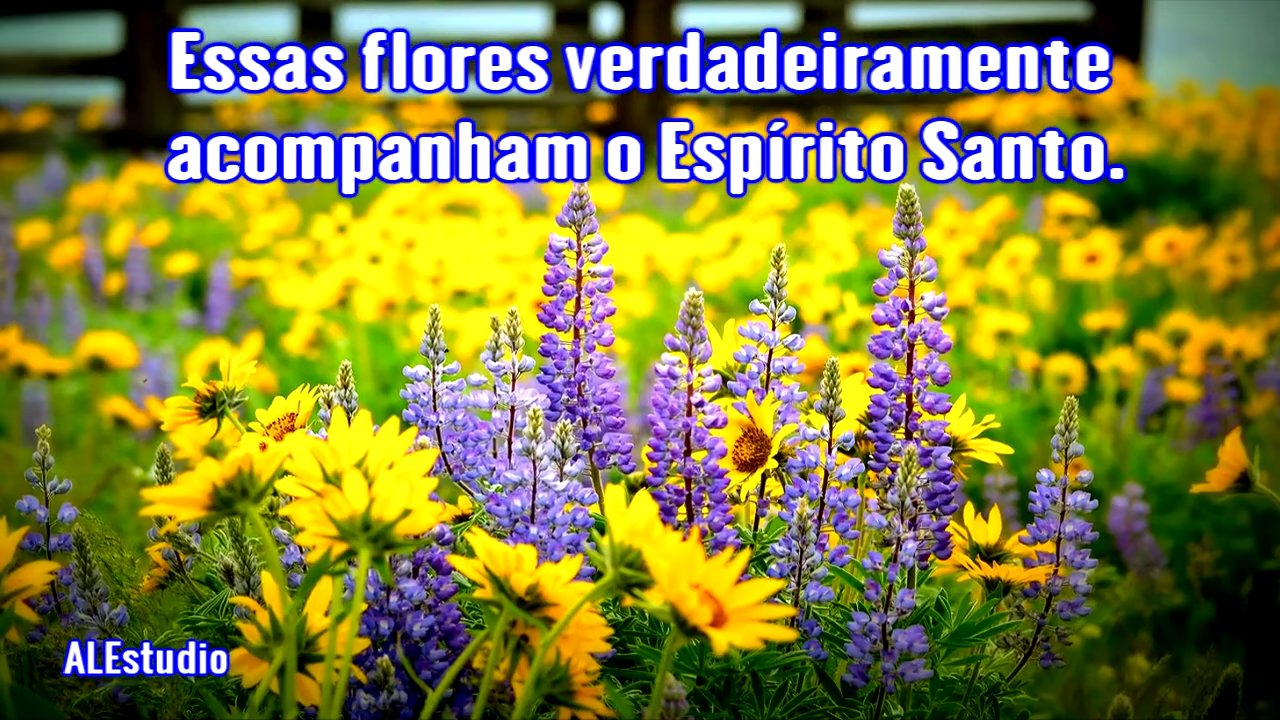 Essas flores verdadeiramente
acompanham o Espírito Santo.
ALEstudio